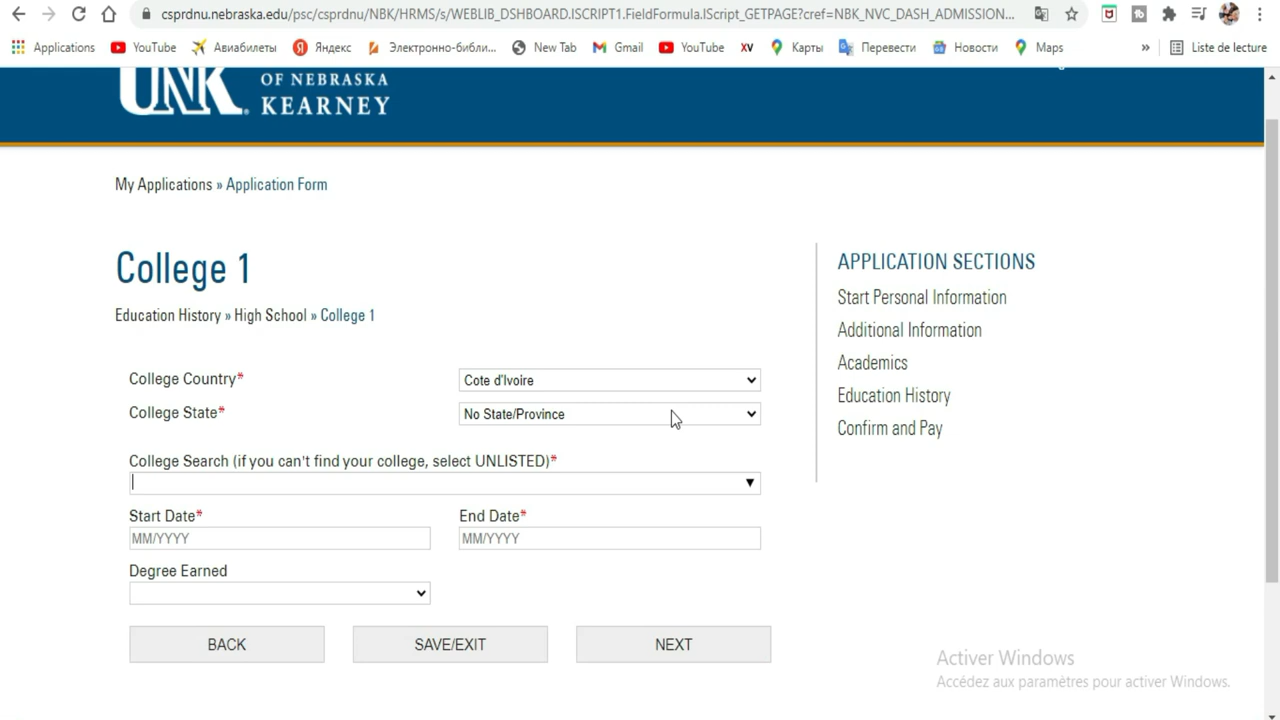 csprdnu.nebraska.edu/psc/csprdnu/NBK/HRMS/s/WEBLIB_DSHBOARD.ISCRIPT1.FieldFormula.IScript_GETPAGE?cref=NBK_NVC_DASH_ADMISSION...
Applications YouTube Авиабилеты Яндекс Электронно-библи... New Tab Gmail YouTube XV Карты Перевести Новости Maps » Liste de lecture
UNK OF NEBRASKA
KEARNEY
My Applications » Application Form
College 1
Education History » High School » College 1
College Country* Cote d'Ivoire
College State* No State/Province
College Search (if you can't find your college, select UNLISTED)*
Start Date* End Date*
MM/YYYY MM/YYYY
Degree Earned
BACK SAVE/EXIT NEXT
APPLICATION SECTIONS
Start Personal Information
Additional Information
Academics
Education History
Confirm and Pay
Activer Windows
Accédez aux paramètres pour activer Windows.